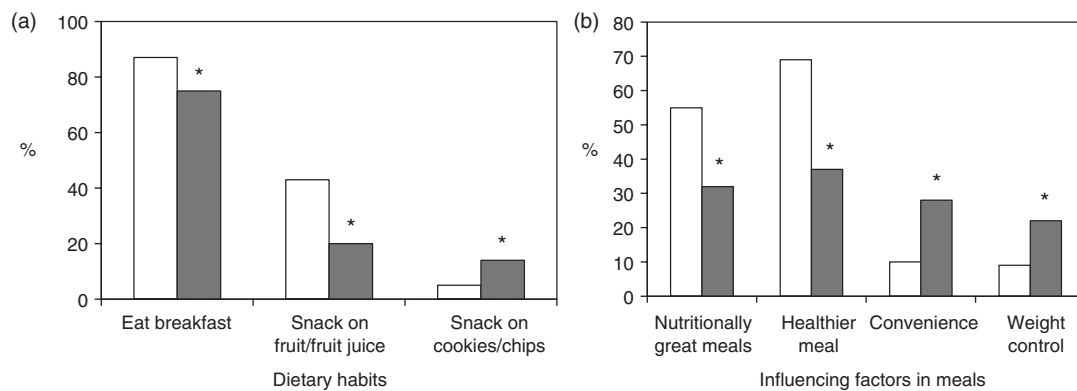 (a)
100
80
60
40
20
0
%
*
*
*
Eat breakfast
Snack on
fruit/fruit juice
Snack on
cookies/chips
Dietary habits
(b)
80
70
60
50
40
30
20
10
0
%
*
*
*
*
Nutritionally
great meals
Healthier
meal
Convenience
Weight
control
Influencing factors in meals